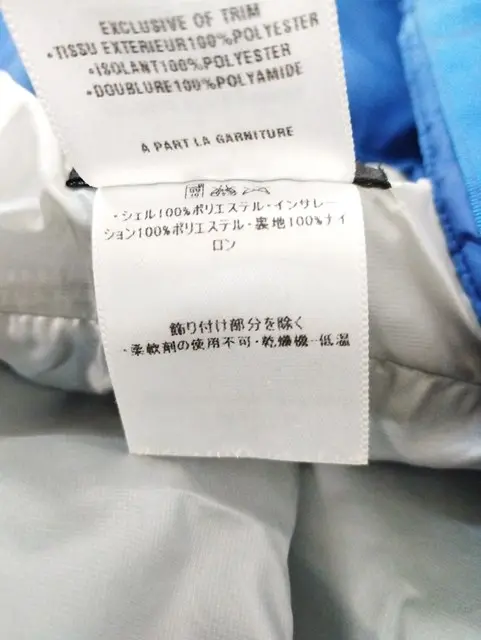 EXCLUSIVE OF TRIM
•TISSU EXTERIEUR100%POLYESTER
•ISOLANT100%POLYESTER
•DOUBLURE100%POLYAMIDE
A PART LA GARNITURE
・シェル100%ポリエステル・インサレー
ション100%ポリエステル・裏地100%ナイ
ロン
飾り付け部分を除く
・柔軟剤の使用不可・乾燥機―低温